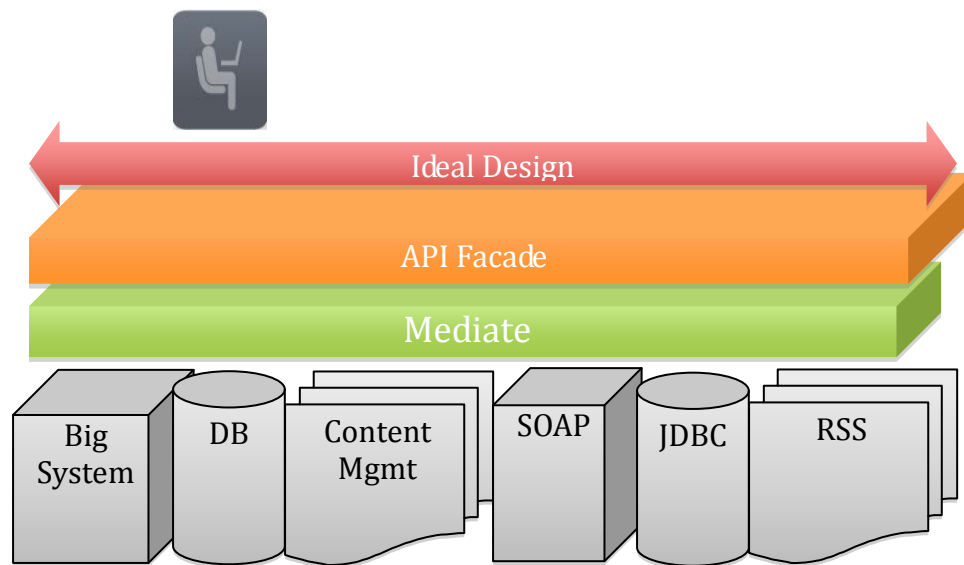 Ideal Design
API Facade
Mediate
Big
System
DB
Content
Mgmt
SOAP
JDBC
RSS